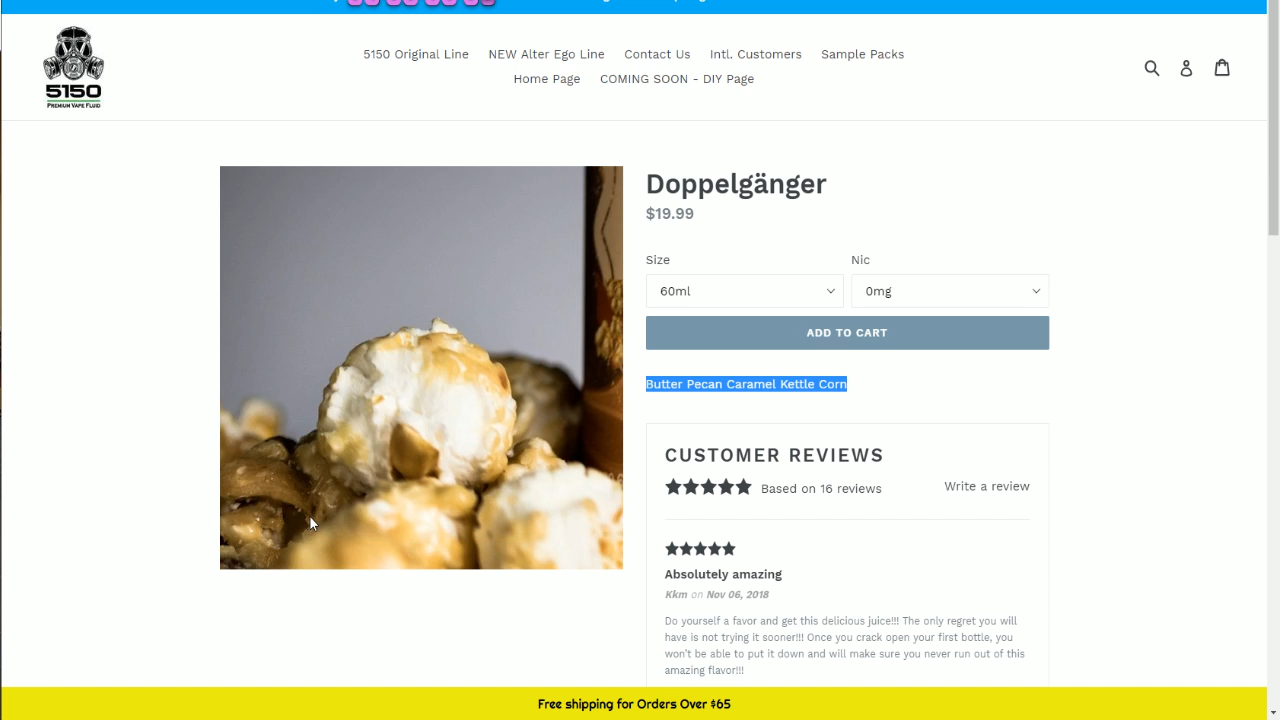 5150 Original Line NEW Alter Ego Line Contact Us Intl. Customers Sample Packs
Home Page COMING SOON - DIY Page
5150
PREMIUM VAPE FLUID
Doppelgänger
$19.99
Size Nic
60ml 0mg
ADD TO CART
Butter Pecan Caramel Kettle Corn
CUSTOMER REVIEWS
Based on 16 reviews Write a review
Absolutely amazing
Kkm on Nov 06, 2018
Do yourself a favor and get this delicious juice!!! The only regret you will
have is not trying it sooner!!! Once you crack open your first bottle, you
won't be able to put it down and will make sure you never run out of this
amazing flavor!!!
Free shipping for Orders Over $65